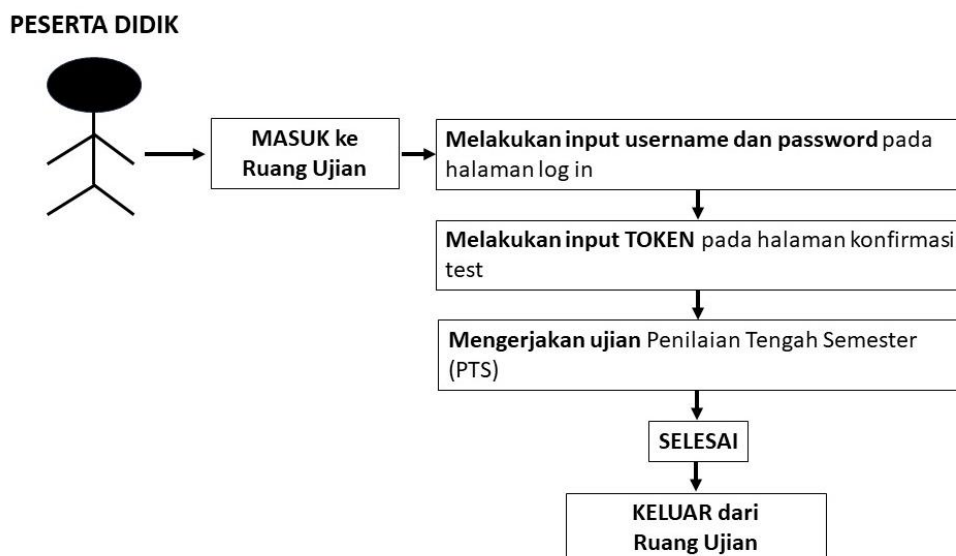 PESERTA DIDIK
MASUK ke
Ruang Ujian
Melakukan input username dan password pada
halaman log in
Melakukan input TOKEN pada halaman konfirmasi
test
Mengerjakan ujian Penilaian Tengah Semester
(PTS)
SELESAI
KELUAR dari
Ruang Ujian